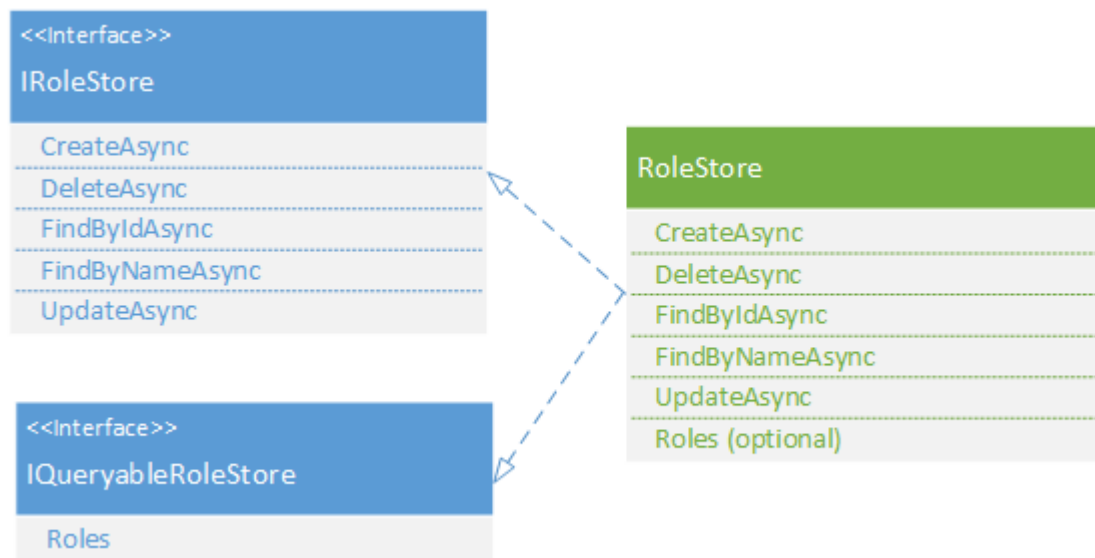 <<Interface>>
IRoleStore
CreateAsync
DeleteAsync
FindByIdAsync
FindByNameAsync
UpdateAsync
<<Interface>>
IQueryableRoleStore
Roles
RoleStore
CreateAsync
DeleteAsync
FindByIdAsync
FindByNameAsync
UpdateAsync
Roles (optional)